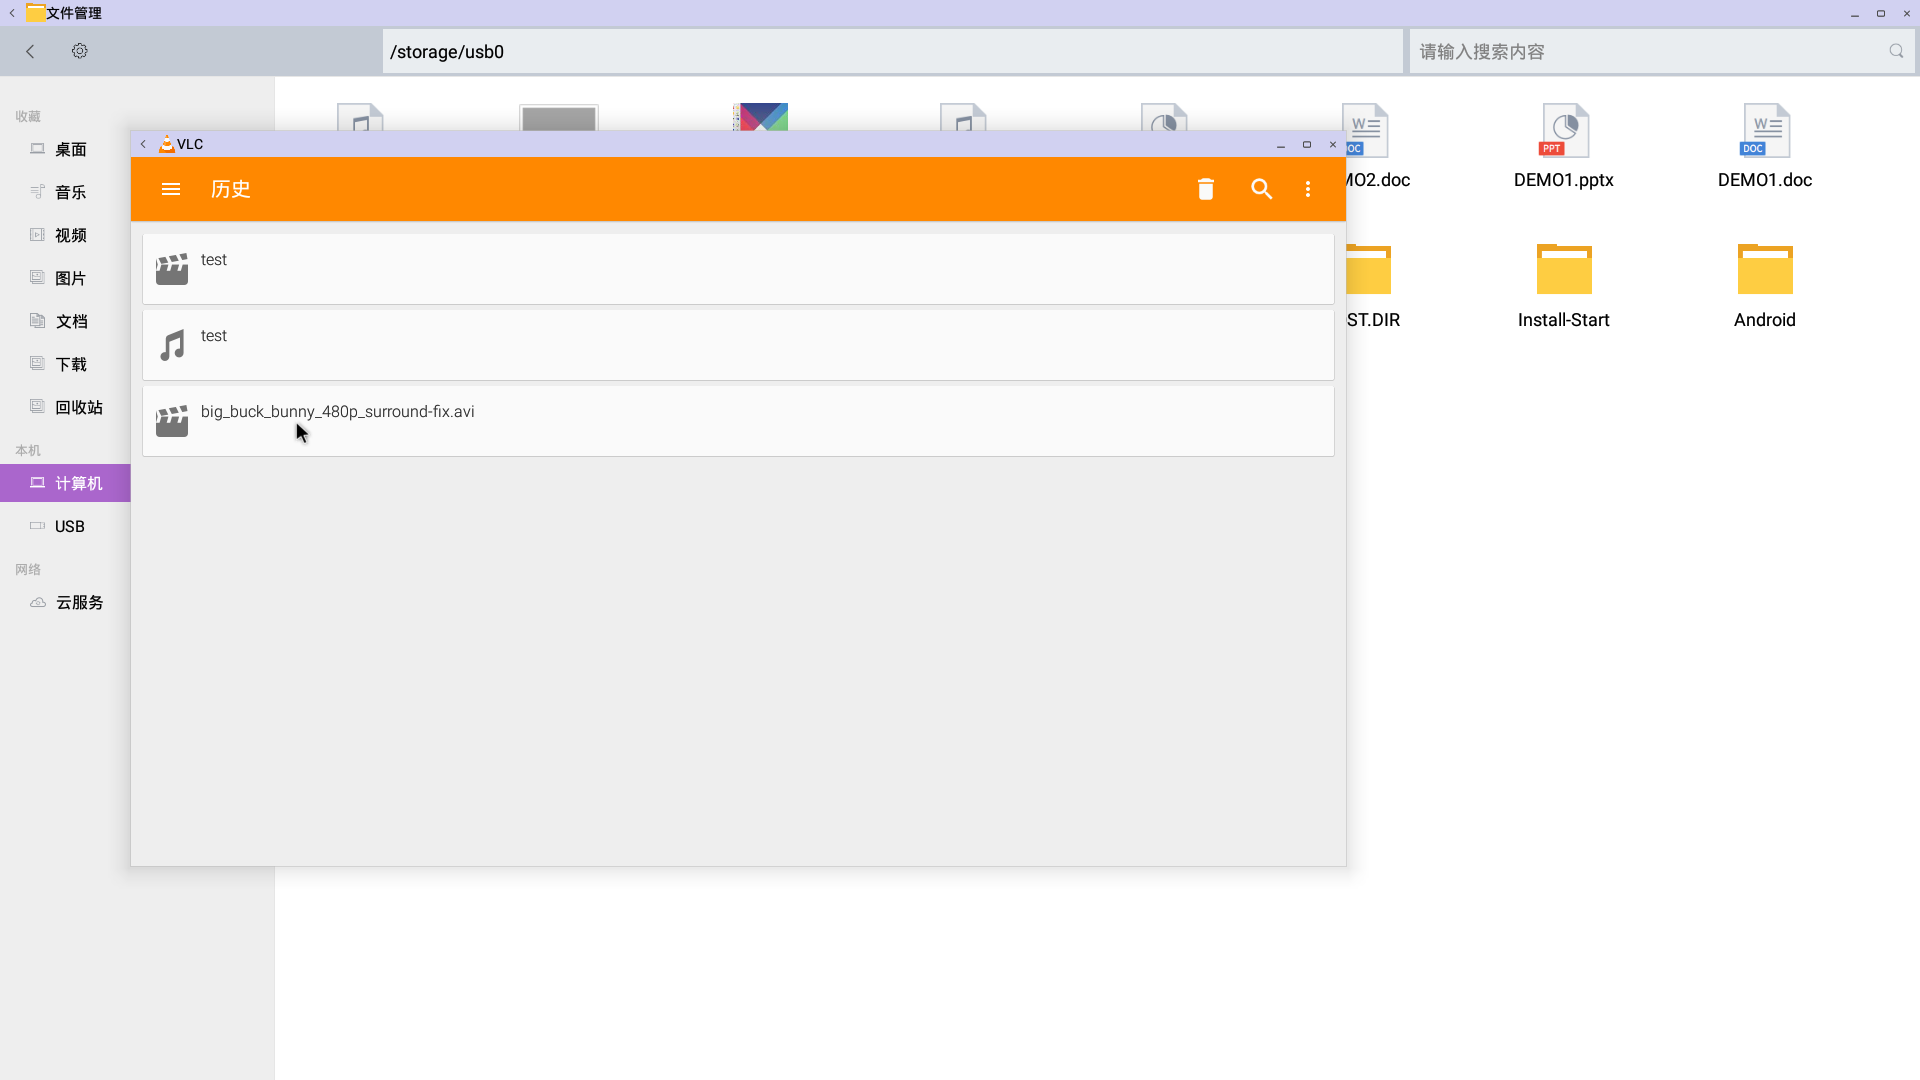 文件管理
/storage/usb0
请输入搜索内容
收藏
桌面
音乐
视频
图片
文档
下载
回收站
本机
计算机
USB
网络
云服务
VLC
历史
test
test
big_buck_bunny_480p_surround-fix.avi
W
DOC
MO2.doc
PPT
DEMO1.pptx
W
DOC
DEMO1.doc
ST.DIR
Install-Start
Android